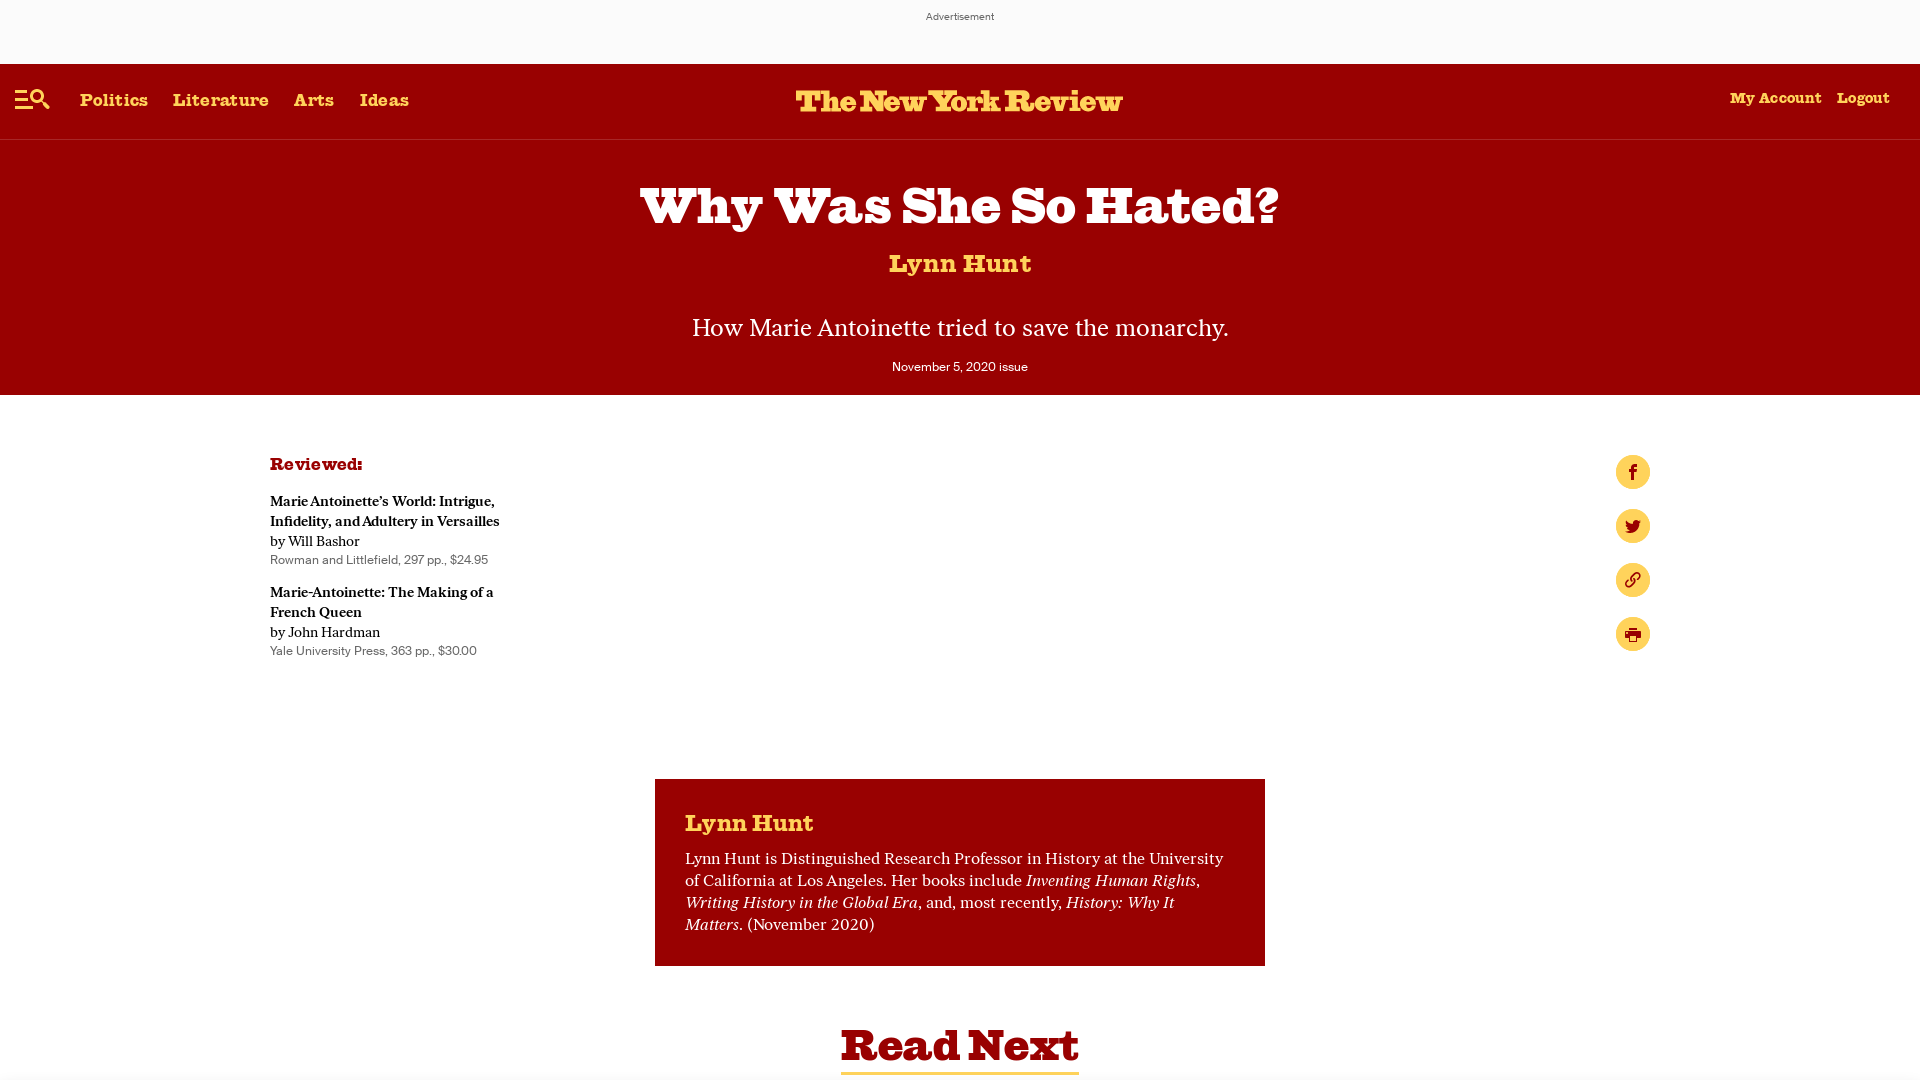 Advertisement
Politics Literature Arts Ideas
The New York Review
My Account Logout
Why Was She So Hated?
Lynn Hunt
How Marie Antoinette tried to save the monarchy.
November 5, 2020 issue
Reviewed:
Marie Antoinette’s World: Intrigue,
Infidelity, and Adultery in Versailles
by Will Bashor
Rowman and Littlefield, 297 pp., $24.95
Marie-Antoinette: The Making of a
French Queen
by John Hardman
Yale University Press, 363 pp., $30.00
Lynn Hunt
Lynn Hunt is Distinguished Research Professor in History at the University
of California at Los Angeles. Her books include Inventing Human Rights,
Writing History in the Global Era, and, most recently, History: Why It
Matters. (November 2020)
Read Next